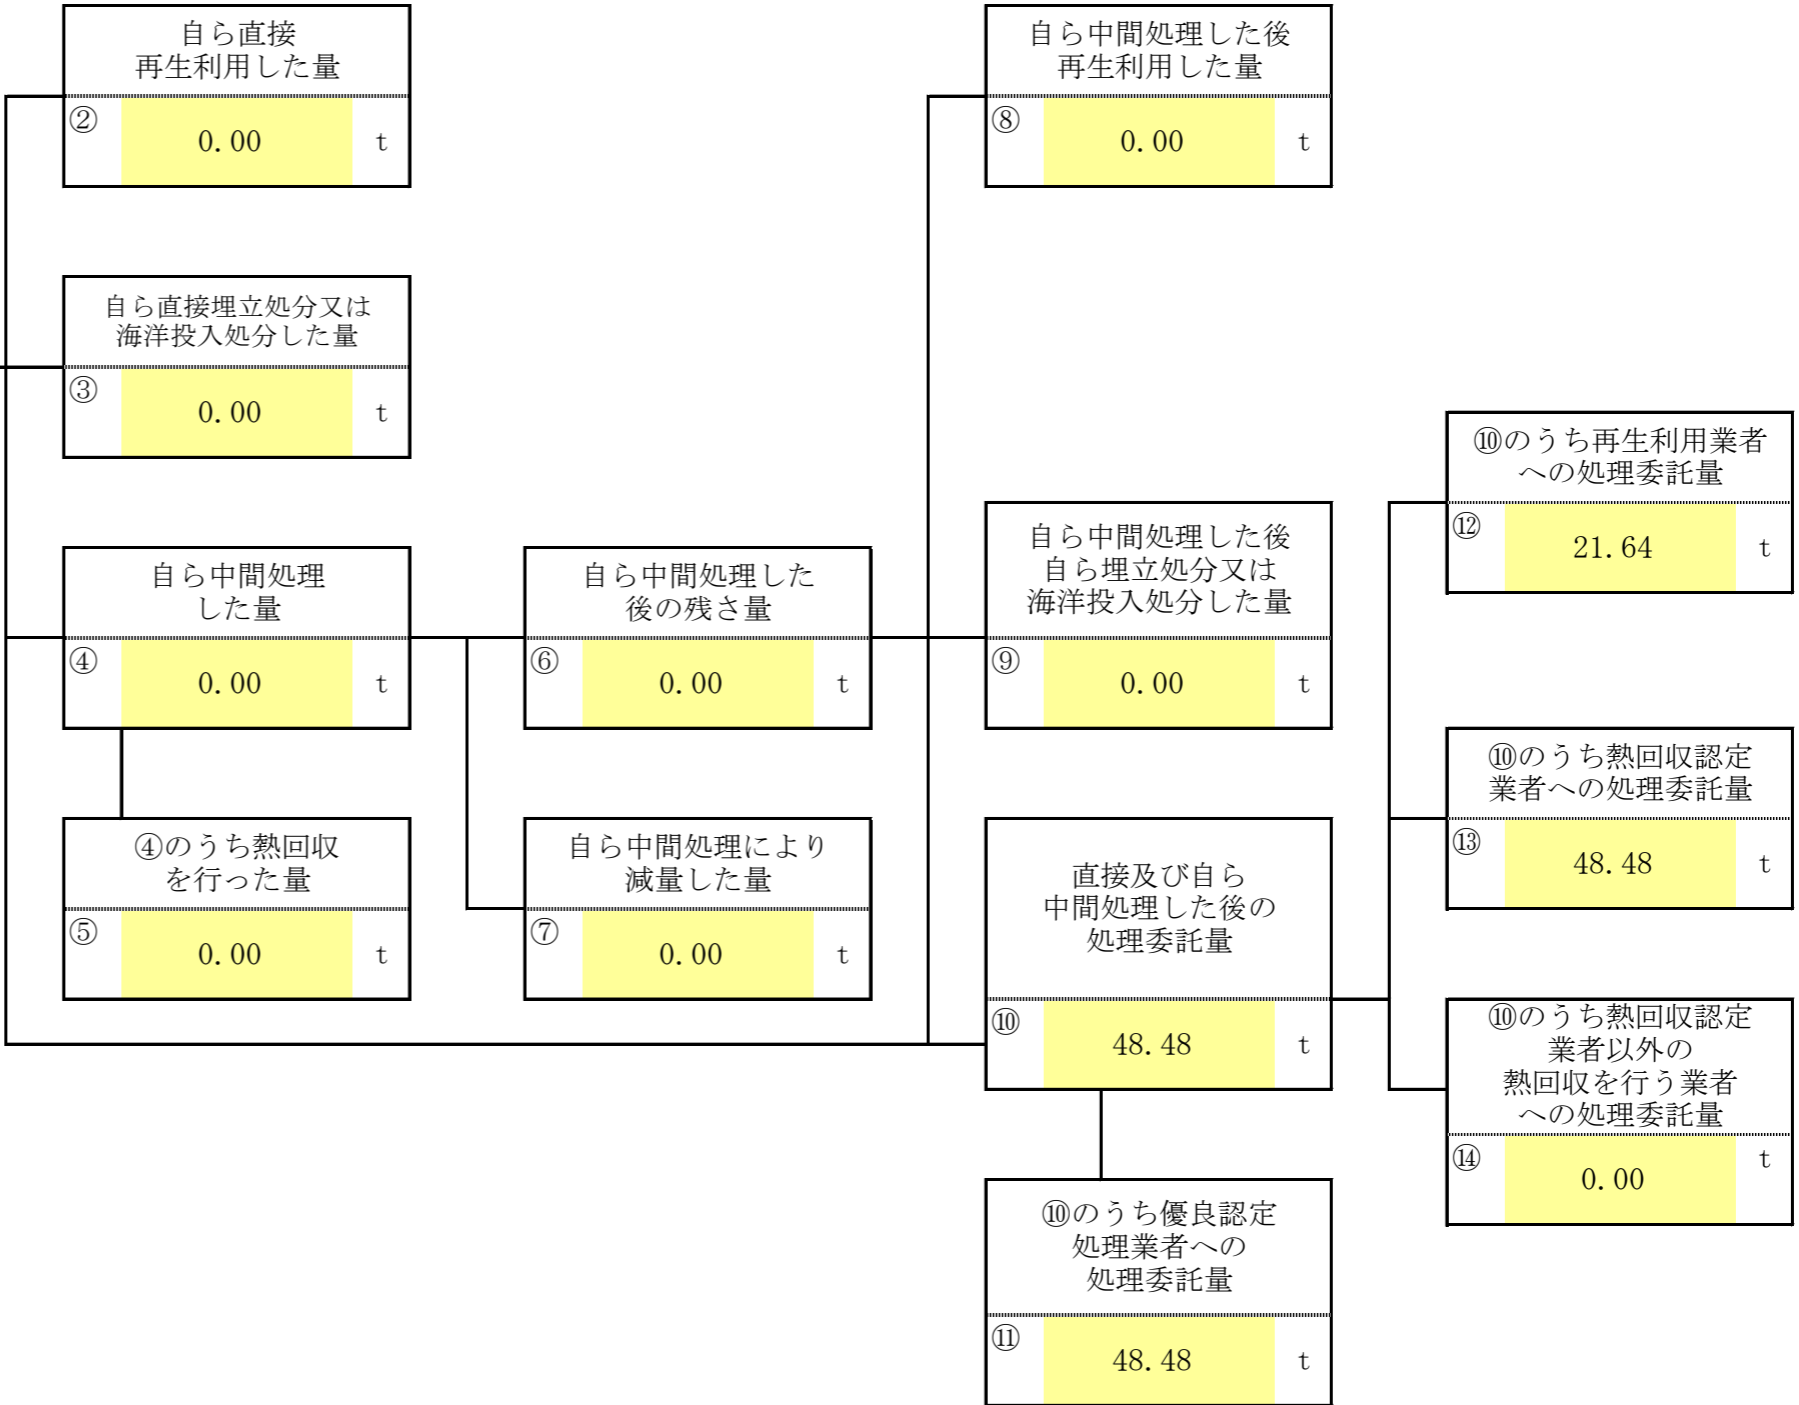 自ら直接
再生利用した量
②
0.00
t
自ら中間処理した後
再生利用した量
⑧
0.00
t
自ら直接埋立処分又は
海洋投入処分した量
③
0.00
t
⑩のうち再生利用業者
への処理委託量
⑫
21.64
t
自ら中間処理
した量
④
0.00
t
自ら中間処理した
後の残さ量
⑥
0.00
t
自ら中間処理した後
自ら埋立処分又は
海洋投入処分した量
⑨
0.00
t
⑩のうち熱回収認定
業者への処理委託量
⑬
48.48
t
④のうち熱回収
を行った量
⑤
0.00
t
自ら中間処理により
減量した量
⑦
0.00
t
直接及び自ら
中間処理した後の
処理委託量
⑩
48.48
t
⑩のうち熱回収認定
業者以外の
熱回収を行う業者
への処理委託量
⑭
0.00
t
⑩のうち優良認定
処理業者への
処理委託量
⑪
48.48
t